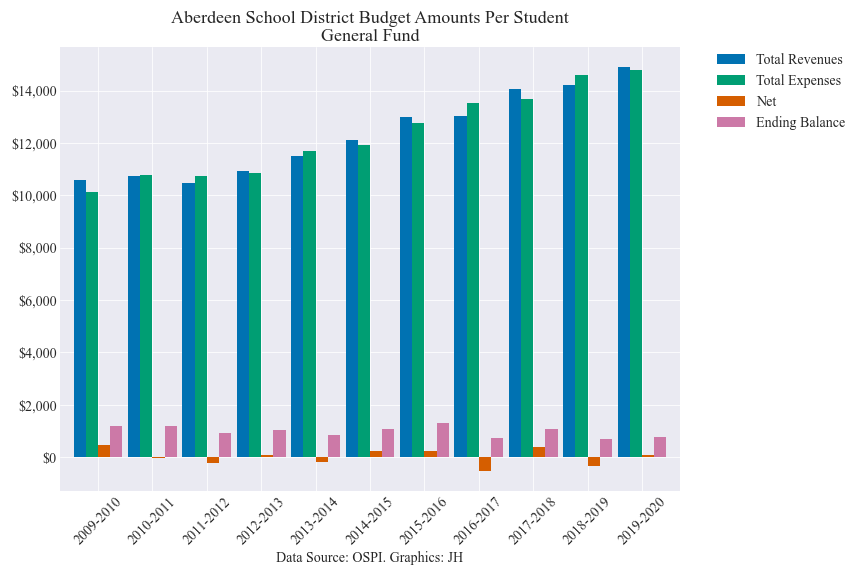 Aberdeen School District Budget Amounts Per Student
General Fund
Total Revenues
Total Expenses
Net
Ending Balance
$14,000
$12,000
$10,000
$8,000
$6,000
$4,000
$2,000
$0
2009-2010
2010-2011
2011-2012
2012-2013
2013-2014
2014-2015
2015-2016
2016-2017
2017-2018
2018-2019
2019-2020
Data Source: OSPI. Graphics: JH